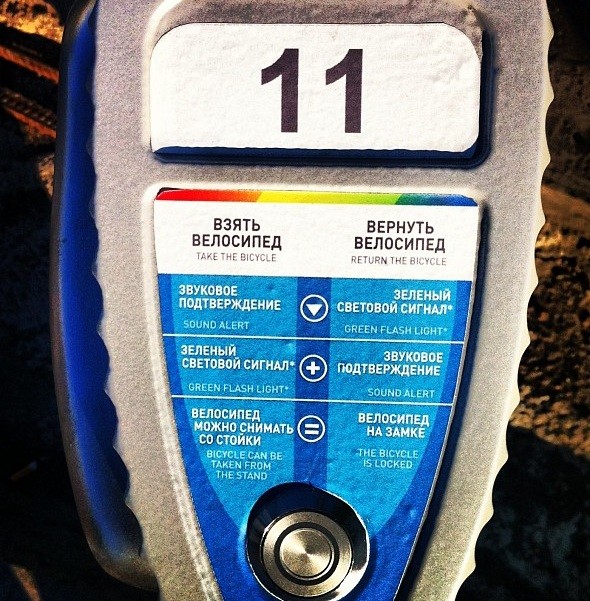 11
ВЗЯТЬ
ВЕЛОСИПЕД
TAKE THE BICYCLE
ВЕРНУТЬ
ВЕЛОСИПЕД
RETURN THE BICYCLE
ЗВУКОВОЕ
ПОДТВЕРЖДЕНИЕ
SOUND ALERT
ЗЕЛЕНЫЙ
СВЕТОВОЙ СИГНАЛ*
GREEN FLASH LIGHT*
ЗЕЛЕНЫЙ
СВЕТОВОЙ СИГНАЛ*
GREEN FLASH LIGHT*
+
ЗВУКОВОЕ
ПОДТВЕРЖДЕНИЕ
SOUND ALERT
ВЕЛОСИПЕД
МОЖНО СНИМАТЬ
СО СТОЙКИ
BICYCLE CAN BE
TAKEN FROM
THE STAND
=
ВЕЛОСИПЕД
НА ЗАМКЕ
THE BICYCLE
IS LOCKED